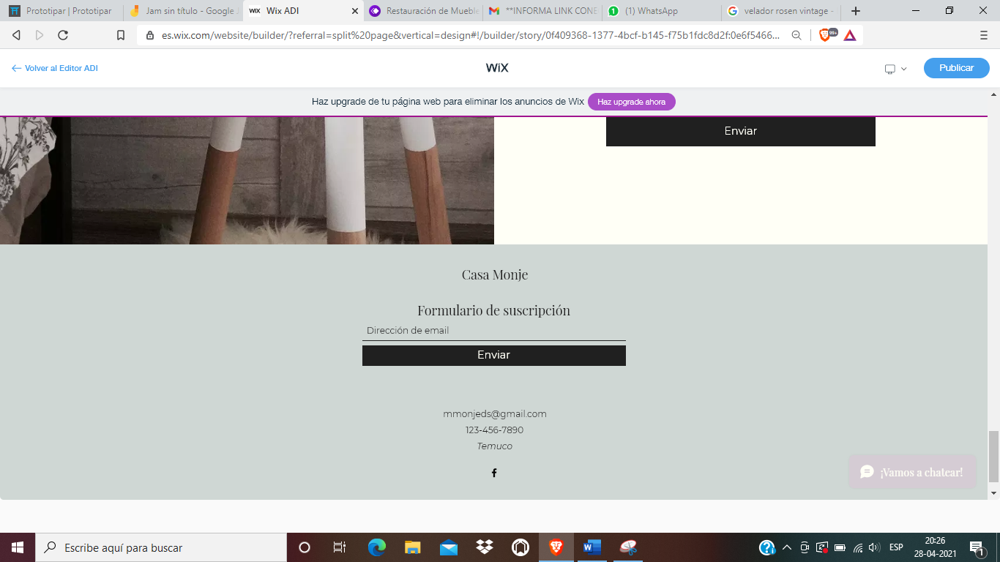 Prototipar | Prototipar
Jam sin título - Google J
WiX Wix ADI
Restauración de Mueble
**INFORMA LINK CONE
(1) WhatsApp
velador rosen vintage -
es.wix.com/website/builder/?referral=split%20page&vertical=design#!/builder/story/0f409368-1377-4bcf-b145-f75b1fdc8d2f:0e6f5466...
99+
Volver al Editor ADI
WiX
Publicar
Haz upgrade de tu página web para eliminar los anuncios de Wix
Haz upgrade ahora
Enviar
Casa Monje
Formulario de suscripción
Dirección de email
Enviar
mmonjeds@gmail.com
123-456-7890
Temuco
¡Vamos a chatear!
Escribe aquí para buscar
ESP
20:26
28-04-2021
1